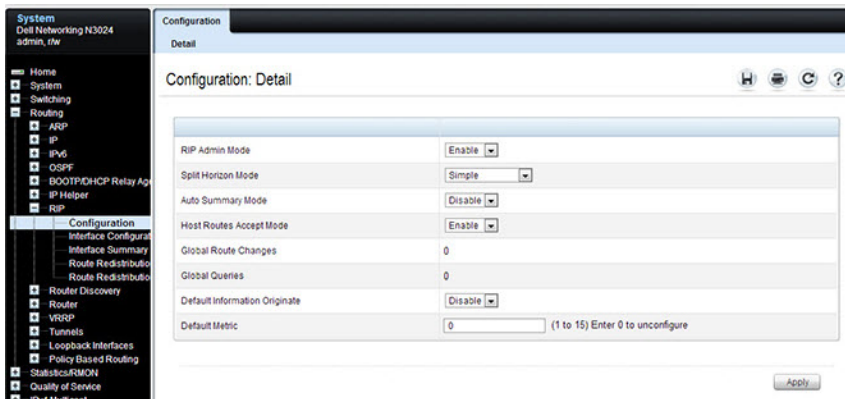 System
Dell Networking N3024
admin, r/w
Home
System
Switching
Routing
ARP
IP
IPv6
OSPF
BOOTP/DHCP Relay Age
IP Helper
RIP
Configuration
Interface Configurat
Interface Summary
Route Redistributio
Route Redistributio
Router Discovery
Router
VRRP
Tunnels
Loopback Interfaces
Policy Based Routing
Statistics/RMON
Quality of Service
Configuration
Detail
Configuration: Detail
RIP Admin Mode Enable
Split Horizon Mode Simple
Auto Summary Mode Disable
Host Routes Accept Mode Enable
Global Route Changes 0
Global Queries 0
Default Information Originate Disable
Default Metric 0 (1 to 15) Enter 0 to unconfigure
Apply